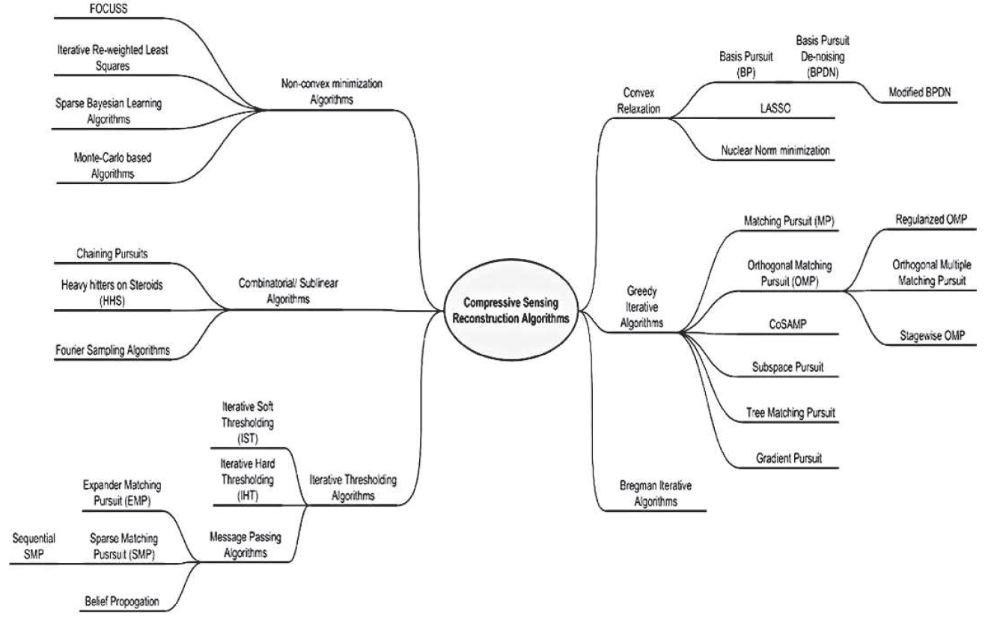 FOCUSS
Iterative Re-weighted Least
Squares
Sparse Bayesian Learning
Algorithms
Monte-Carlo based
Algorithms
Non-convex minimization
Algorithms
Chaining Pursuits
Heavy hitters on Steroids
(HHS)
Fourier Sampling Algorithms
Combinatorial/ Sublinear
Algorithms
Iterative Soft
Thresholding
(IST)
Iterative Hard
Thresholding
(IHT)
Iterative Thresholding
Algorithms
Expander Matching
Pursuit (EMP)
Sequential
SMP
Sparse Matching
Pusrsuit (SMP)
Message Passing
Algorithms
Belief Propogation
Compressive Sensing
Reconstruction Algorithms
Convex
Relaxation
Basis Pursuit
(BP)
Basis Pursuit
De-noising
(BPDN)
Modified BPDN
LASSO
Nuclear Norm minimization
Greedy
Iterative
Algorithms
Matching Pursuit (MP)
Orthogonal Matching
Pursuit (OMP)
Regularized OMP
Orthogonal Multiple
Matching Pursuit
Stagewise OMP
CoSAMP
Subspace Pursuit
Tree Matching Pursuit
Gradient Pursuit
Bregman Iterative
Algorithms